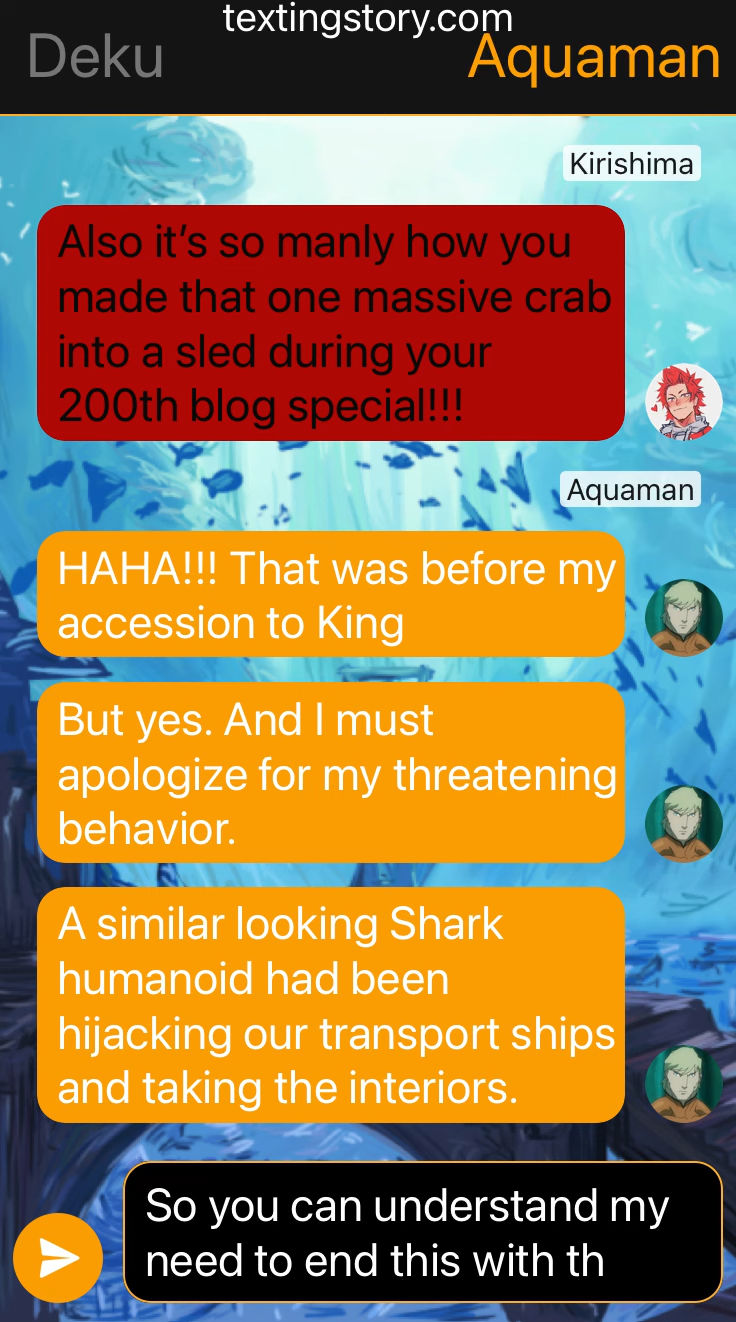 textingstory.com
Deku
Aquaman
Kirishima
Also it’s so manly how you
made that one massive crab
into a sled during your
200th blog special!!!
Aquaman
HAHA!!! That was before my
accession to King
But yes. And I must
apologize for my threatening
behavior.
A similar looking Shark
humanoid had been
hijacking our transport ships
and taking the interiors.
So you can understand my
need to end this with th